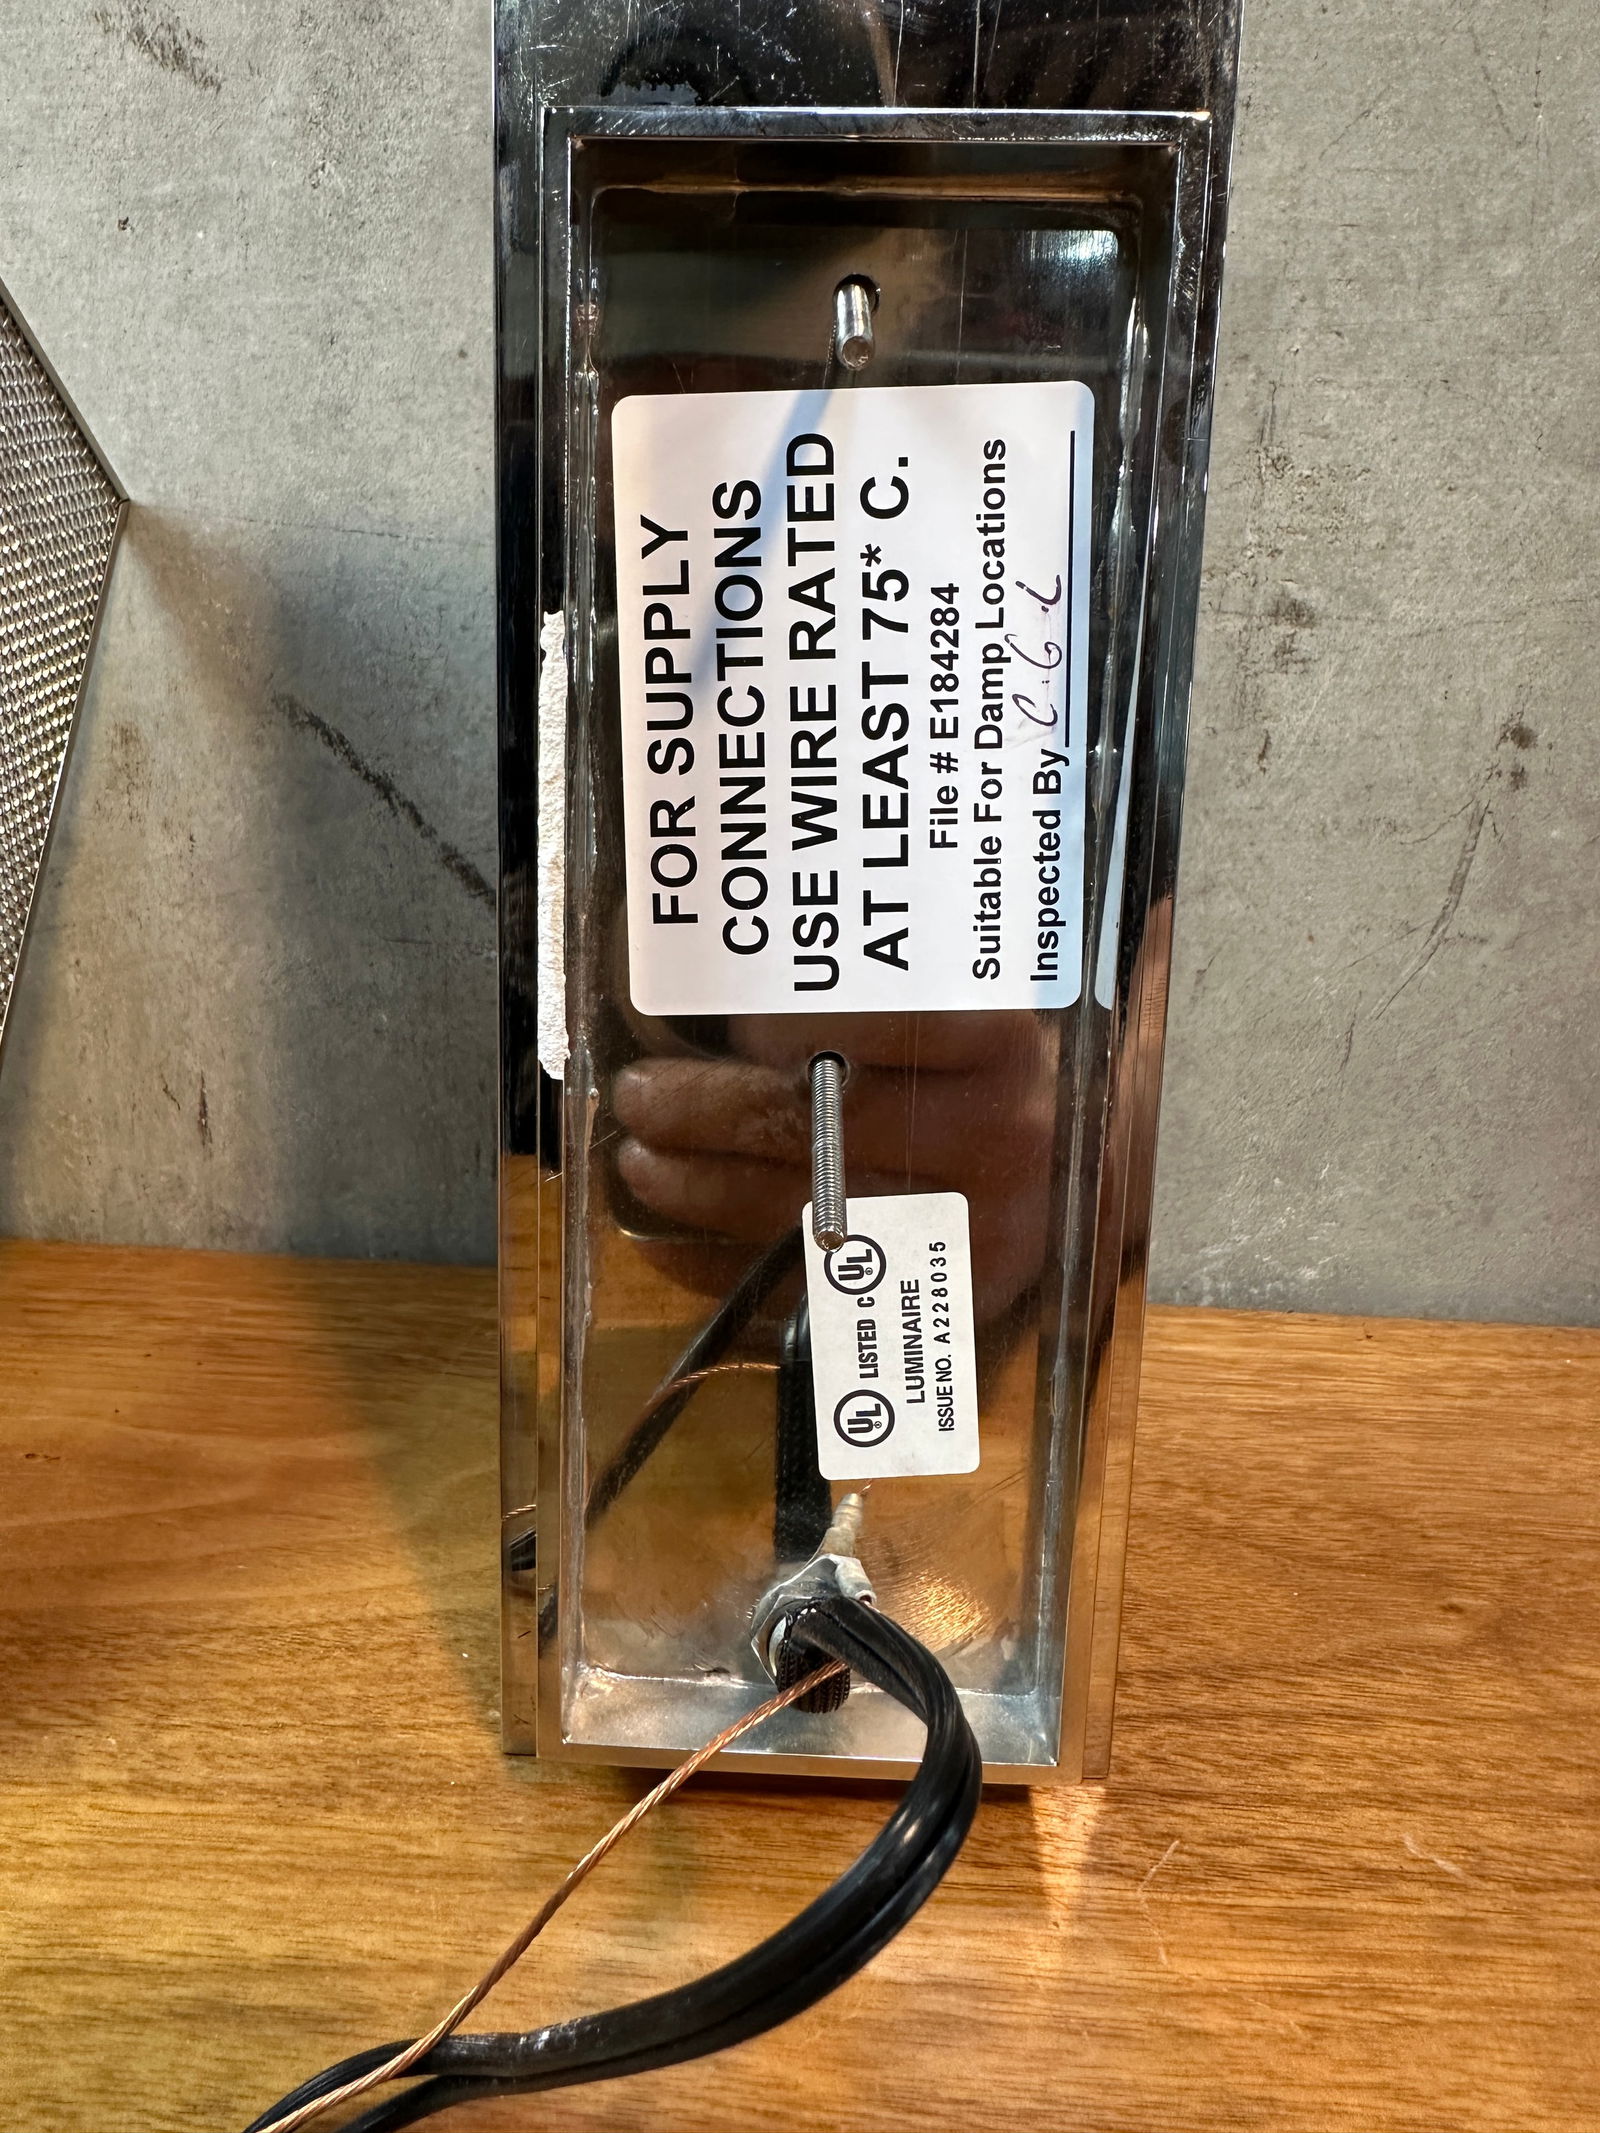 FOR SUPPLY
CONNECTIONS
USE WIRE RATED
AT LEAST 75* C.
File # E184284
Suitable For Damp Locations
Inspected By C.G.L
UL LISTED C UL
LUMINAIRE
ISSUE NO. A228035